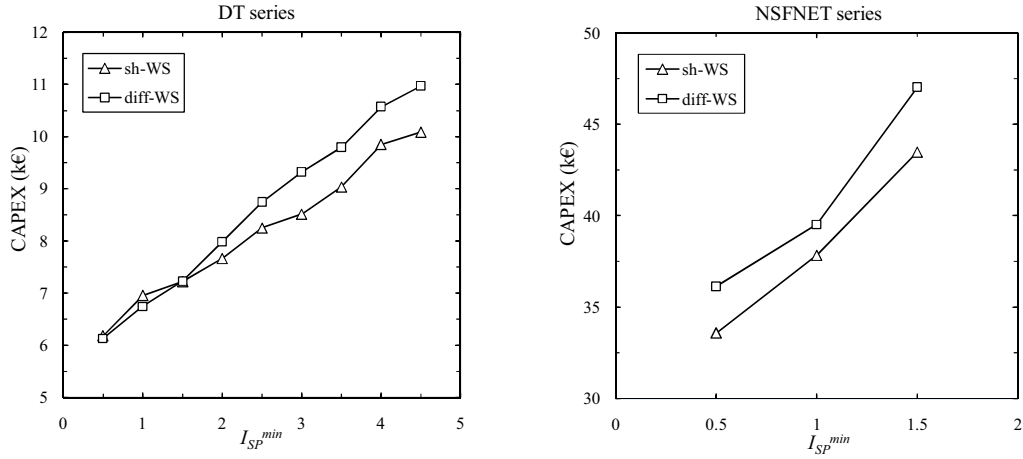 DT series
12
11
10
9
8
7
6
5
CAPEX (k€)
sh-WS
diff-WS
0
1
2
3
4
5
I_SP^min
NSFNET series
50
45
40
35
30
CAPEX (k€)
sh-WS
diff-WS
0
0.5
1
1.5
2
I_SP^min